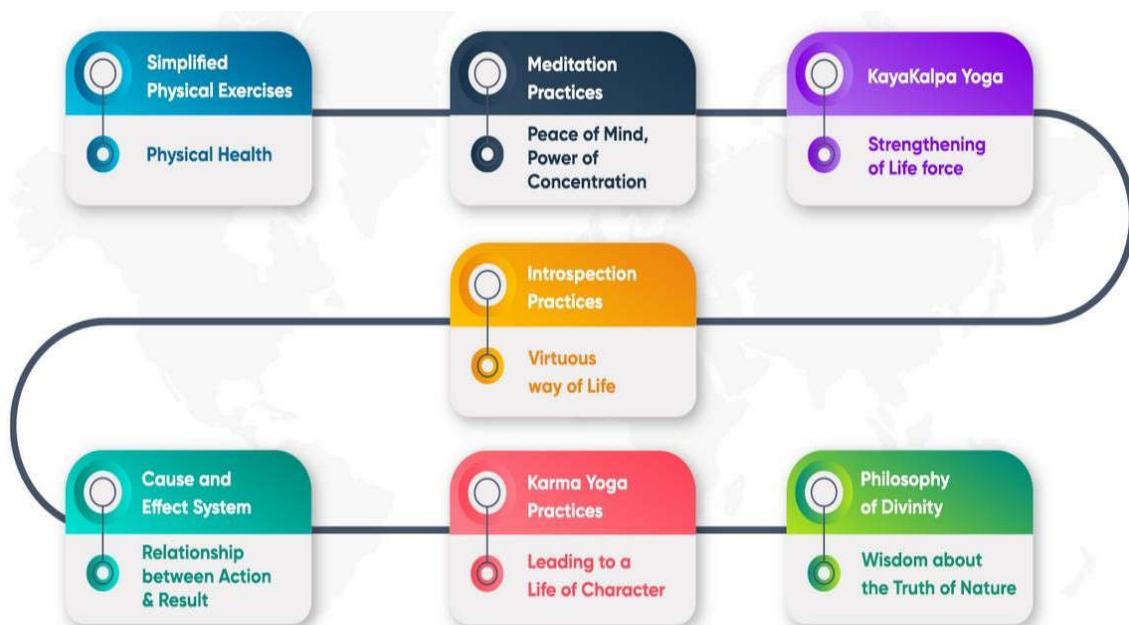 Simplified
Physical Exercises
Physical Health
Meditation
Practices
Peace of Mind,
Power of
Concentration
KayaKalpa Yoga
Strengthening
of Life force
Introspection
Practices
Virtuous
way of Life
Cause and
Effect System
Relationship
between Action
& Result
Karma Yoga
Practices
Leading to a
Life of Character
Philosophy
of Divinity
Wisdom about
the Truth of Nature